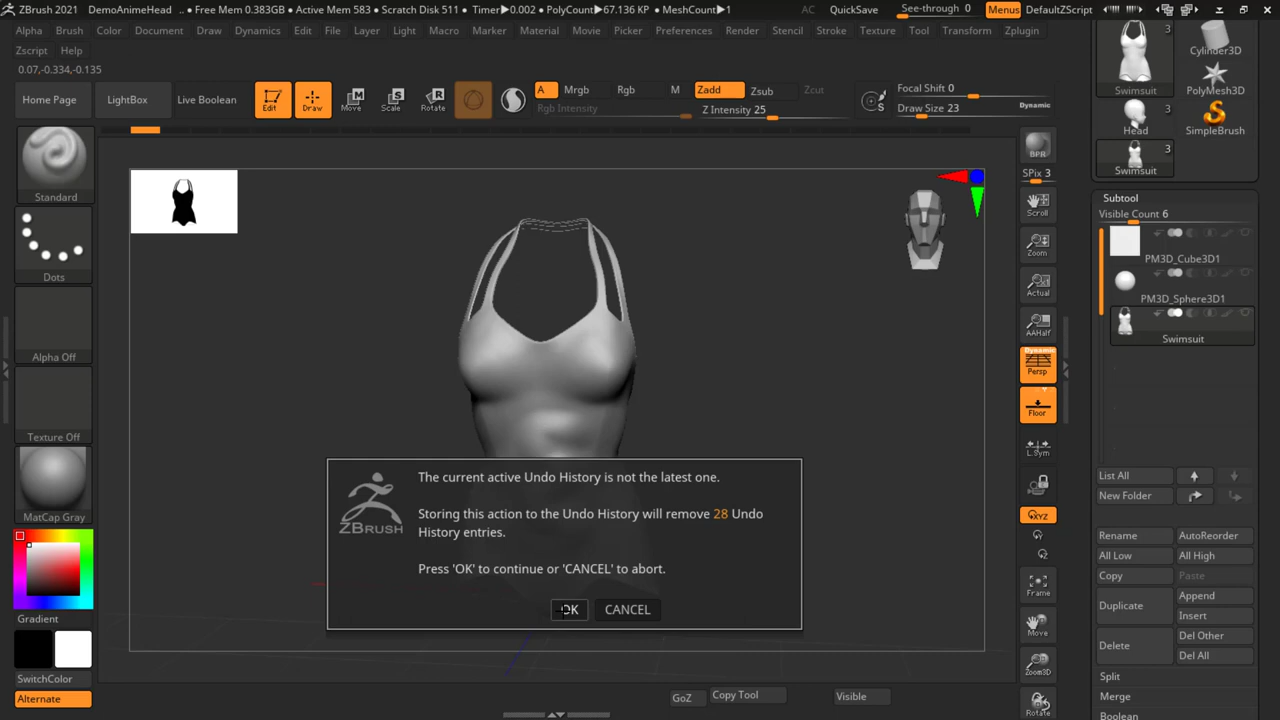 ZBrush 2021 DemoAnimeHead .. • Free Mem 0.383GB • Active Mem 583 • Scratch Disk 511 • Timer▶0.002 • PolyCount▶67.136 KP • MeshCount▶1 AC QuickSave See-through 0 Menus DefaultZScript
Alpha Brush Color Document Draw Dynamics Edit File Layer Light Macro Marker Material Movie Picker Preferences Render Stencil Stroke Texture Tool Transform Zplugin
Zscript Help
0.07,-0.334,-0.135
Home Page
LightBox
Live Boolean
Edit
Draw
Move
Scale
Rotate
A Mrgb Rgb M Zadd Zsub Zcut
Rgb Intensity
Z Intensity 25
S
Focal Shift 0
Draw Size 23
Dynamic
Standard
Dots
Alpha Off
Texture Off
MatCap Gray
Gradient
SwitchColor
Alternate
BPR
SPix 3
Scroll
Zoom
Actual
AAHalf
Dynamic
Persp
Floor
L.Sym
XYZ
Y
Z
Frame
Move
Zoom3D
Rotate
3
Swimsuit
Cylinder3D
PolyMesh3D
Head
SimpleBrush
3
Swimsuit
Subtool
Visible Count 6
PM3D_Cube3D1
PM3D_Sphere3D1
Swimsuit
List All
New Folder
Rename AutoReorder
All Low All High
Copy Paste
Duplicate
Append
Insert
Delete
Del Other
Del All
Split
Merge
Boolean
The current active Undo History is not the latest one.
Storing this action to the Undo History will remove 28 Undo
History entries.
Press 'OK' to continue or 'CANCEL' to abort.
ZBRUSH
OK CANCEL
GoZ Copy Tool Visible